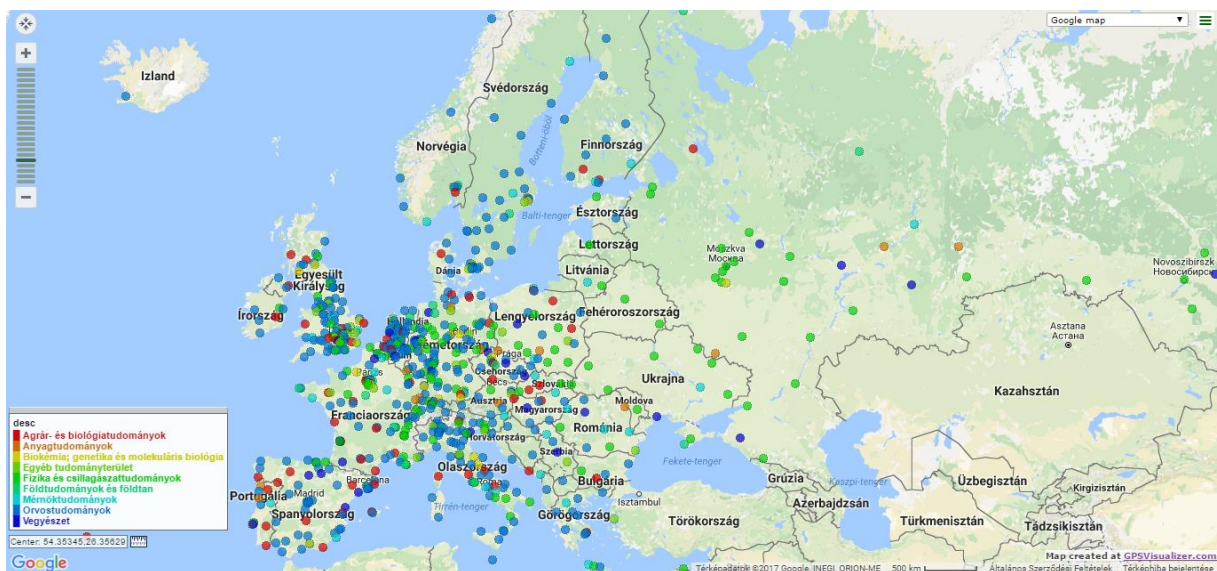 Google map
Izland
Svédország
Norvégia
Finnország
Botteni-öböl
Balti-tenger
Észtország
Lettország
Litvánia
Dánia
Москва
Novoszibirszk
Новосибирск
Egyesült
Királyság
Írország
Lengyelország
Fehéroroszország
Prága
Asztana
Астана
Ukrajna
Kazahsztán
Szlovákia
Bécs
Ausztria
Magyarország
Moldova
Franciaország
Románia
Horvátország
Szerbia
Olaszország
Róma
Fekete-tenger
Kaszpi-tenger
Bulgária
Barcelona
Madrid
Portugália
Spanyolország
Tirrén-tenger
Isztambul
Görögország
Törökország
Grúzia
Azerbajdzsán
Üzbegisztán
Kirgizisztán
Türkmenisztán
Tádzsikisztán
desc
Agrár- és biológiatudományok
Anyagtudományok
Biokémia; genetika és molekuláris biológia
Egyéb tudományterület
Fizika és csillagászattudományok
Földtudományok és földtan
Mérnöktudományok
Orvostudományok
Vegyészet
Center: 54.35345,26.35629
Google
Map created at GPSVisualizer.com
Térképadatok ©2017 Google, INEGI, ORION-ME 500 km Általános Szerződési Feltételek Térképhiba bejelentése